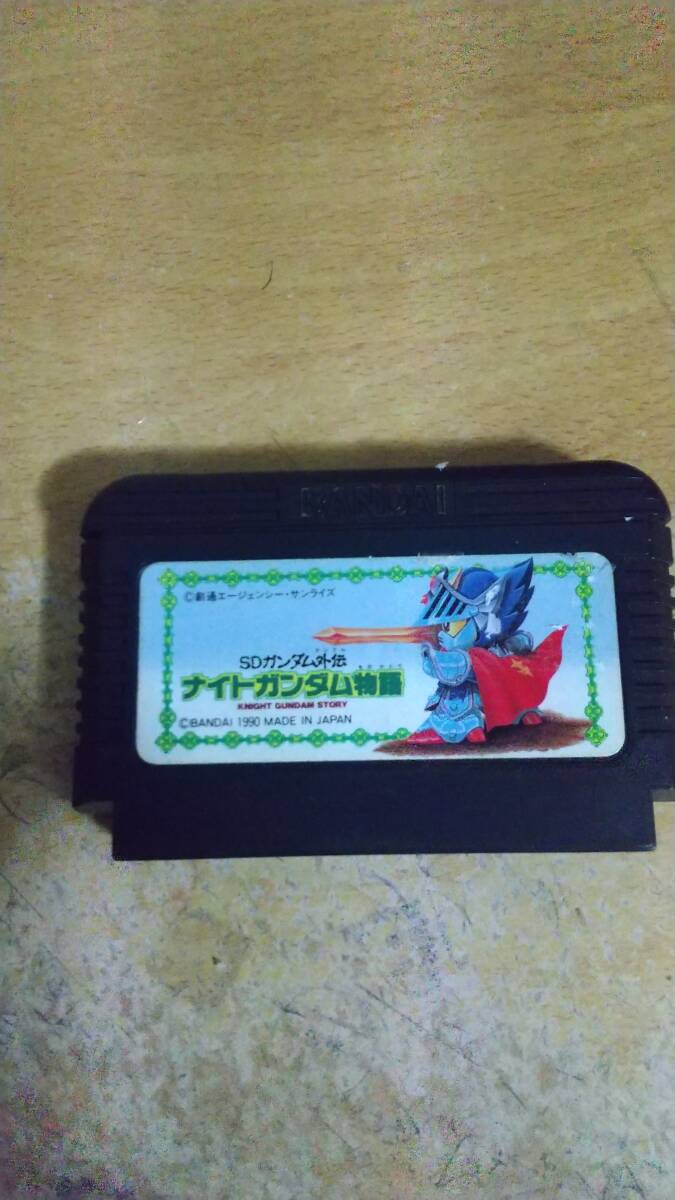 BANDAI
©創通エージェンシー・サンライズ
SDガンダム外伝
ナイトガンダム物語
KNIGHT GUNDAM STORY
©BANDAI 1990 MADE IN JAPAN